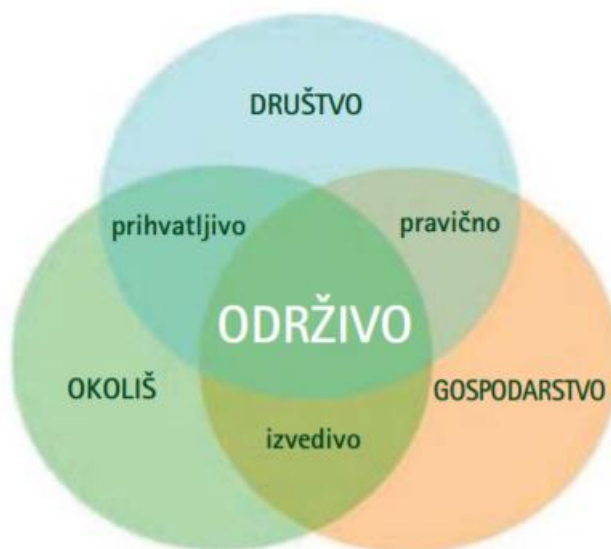 DRUŠTVO
prihvatljivo
pravično
ODRŽIVO
OKOLIŠ
GOSPODARSTVO
izvedivo